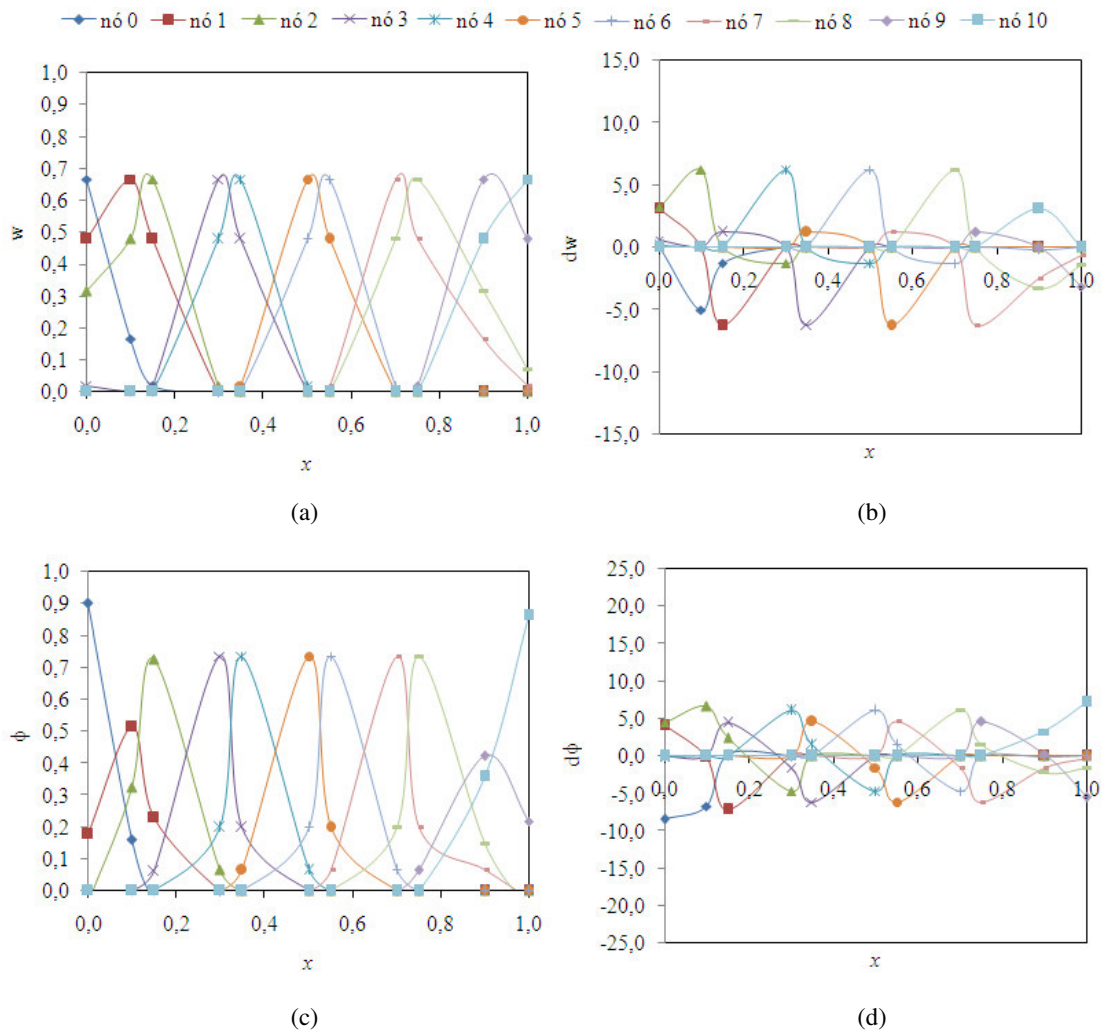 nó 0 nó 1 nó 2 nó 3 nó 4 nó 5 nó 6 nó 7 nó 8 nó 9 nó 10
1,0
0,9
0,8
0,7
0,6
0,5
0,4
0,3
0,2
0,1
0,0
w
0,0 0,2 0,4 0,6 0,8 1,0
x
(a)
15,0
10,0
5,0
0,0
-5,0
-10,0
-15,0
dw
0,0 0,2 0,4 0,6 0,8 1,0
x
(b)
1,0
0,9
0,8
0,7
0,6
0,5
0,4
0,3
0,2
0,1
0,0
ϕ
0,0 0,2 0,4 0,6 0,8 1,0
x
(c)
25,0
20,0
15,0
10,0
5,0
0,0
-5,0
-10,0
-15,0
-20,0
-25,0
dϕ
0,0 0,2 0,4 0,6 0,8 1,0
x
(d)